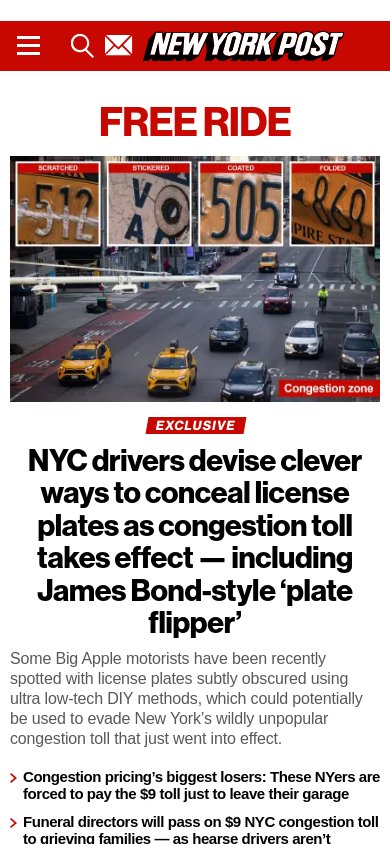 NEW YORK POST
FREE RIDE
SCRATCHED
STICKERED
COATED
FOLDED
512
V
A
505
869
PIRE STA
Congestion zone
EXCLUSIVE
NYC drivers devise clever
ways to conceal license
plates as congestion toll
takes effect — including
James Bond-style ‘plate
flipper’
Some Big Apple motorists have been recently
spotted with license plates subtly obscured using
ultra low-tech DIY methods, which could potentially
be used to evade New York’s wildly unpopular
congestion toll that just went into effect.
Congestion pricing’s biggest losers: These NYers are
forced to pay the $9 toll just to leave their garage
Funeral directors will pass on $9 NYC congestion toll
to grieving families — as hearse drivers aren’t